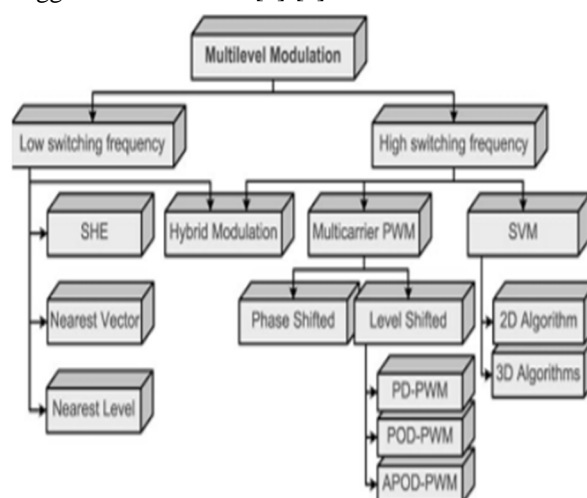 Multilevel Modulation
Low switching frequency
High switching frequency
SHE
Hybrid Modulation
Multicarrier PWM
SVM
Nearest Vector
Phase Shifted
Level Shifted
2D Algorithm
Nearest Level
PD-PWM
3D Algorithms
POD-PWM
APOD-PWM